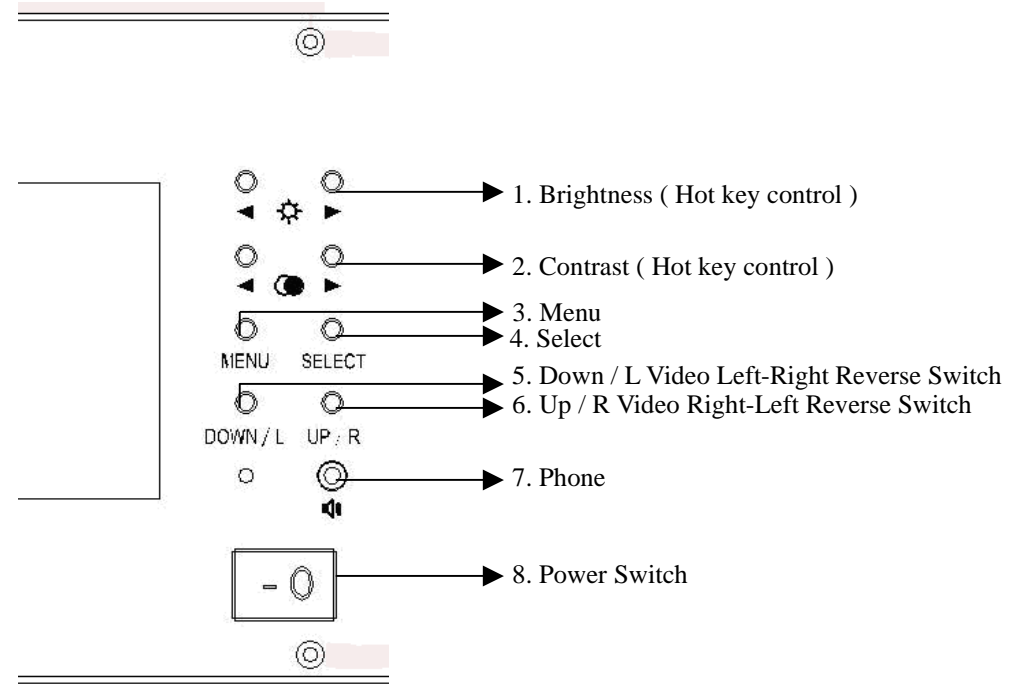 1. Brightness ( Hot key control )
2. Contrast ( Hot key control )
3. Menu
4. Select
MENU SELECT
5. Down / L Video Left-Right Reverse Switch
6. Up / R Video Right-Left Reverse Switch
DOWN / L UP / R
7. Phone
8. Power Switch
- 0